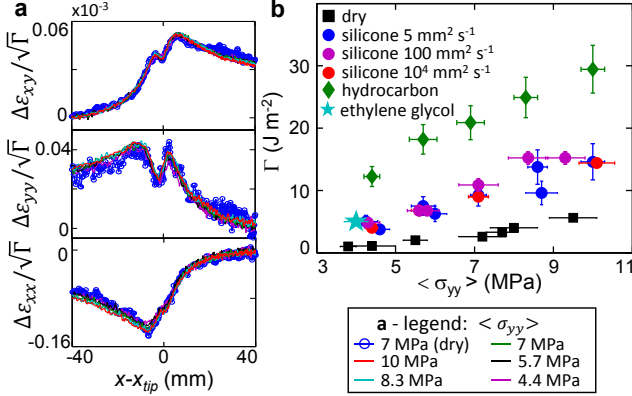 a
x10⁻³
0.06
Δε_xy/√Γ
0
0.04
Δε_yy/√Γ
0
0
Δε_xx/√Γ
-0.16
-40 0 40
x-x_tip (mm)
b
dry
silicone 5 mm² s⁻¹
silicone 100 mm² s⁻¹
silicone 10⁴ mm² s⁻¹
hydrocarbon
ethylene glycol
Γ (J m⁻²)
30
20
10
0
3 5 7 9 11
< σ_yy > (MPa)
a - legend: < σ_yy >
7 MPa (dry) 7 MPa
10 MPa 5.7 MPa
8.3 MPa 4.4 MPa